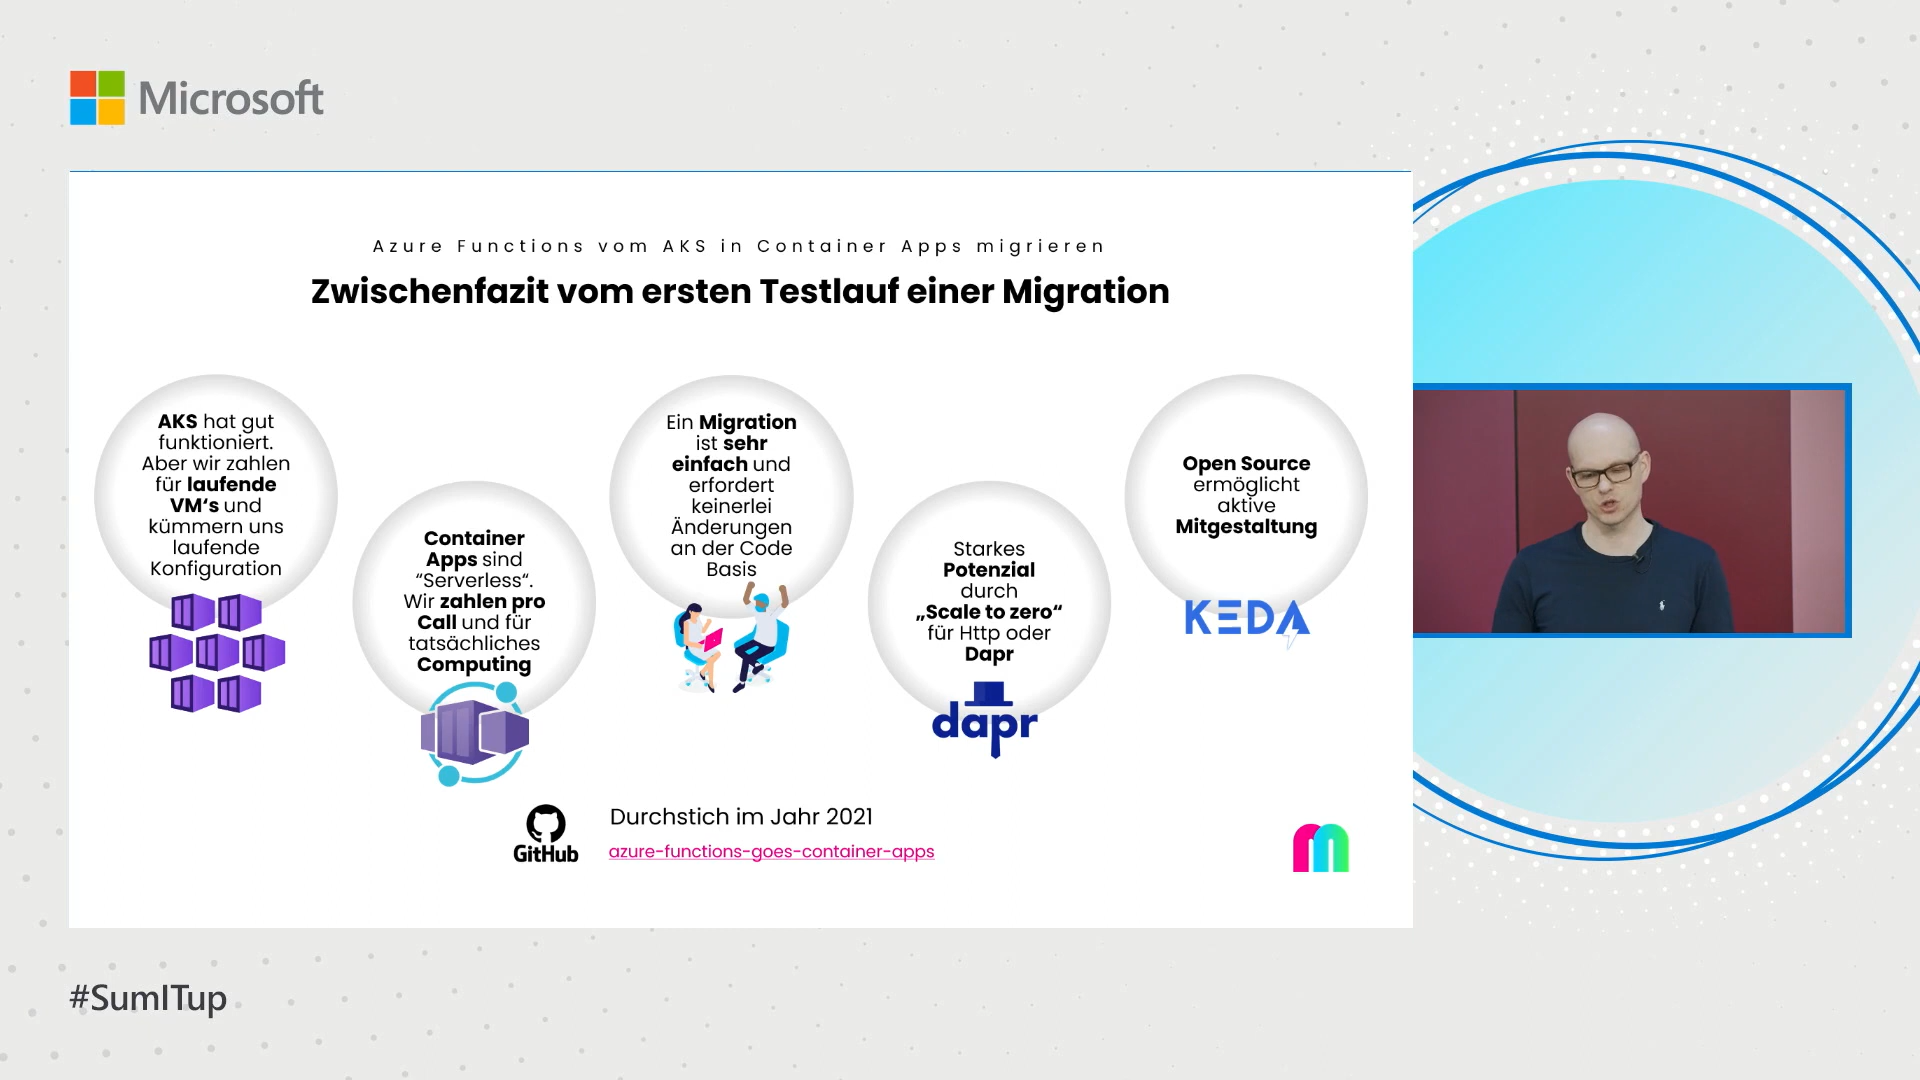 Microsoft
Azure Functions vom AKS in Container Apps migrieren
Zwischenfazit vom ersten Testlauf einer Migration
AKS hat gut
funktioniert.
Aber wir zahlen
für laufende
VM‘s und
kümmern uns
laufende
Konfiguration
Container
Apps sind
“Serverless“.
Wir zahlen pro
Call und für
tatsächliches
Computing
Ein Migration
ist sehr
einfach und
erfordert
keinerlei
Änderungen
an der Code
Basis
Starkes
Potenzial
durch
„Scale to zero“
für Http oder
Dapr
dapr
Open Source
ermöglicht
aktive
Mitgestaltung
KEDA
GitHub
Durchstich im Jahr 2021
azure-functions-goes-container-apps
m
#SumITup